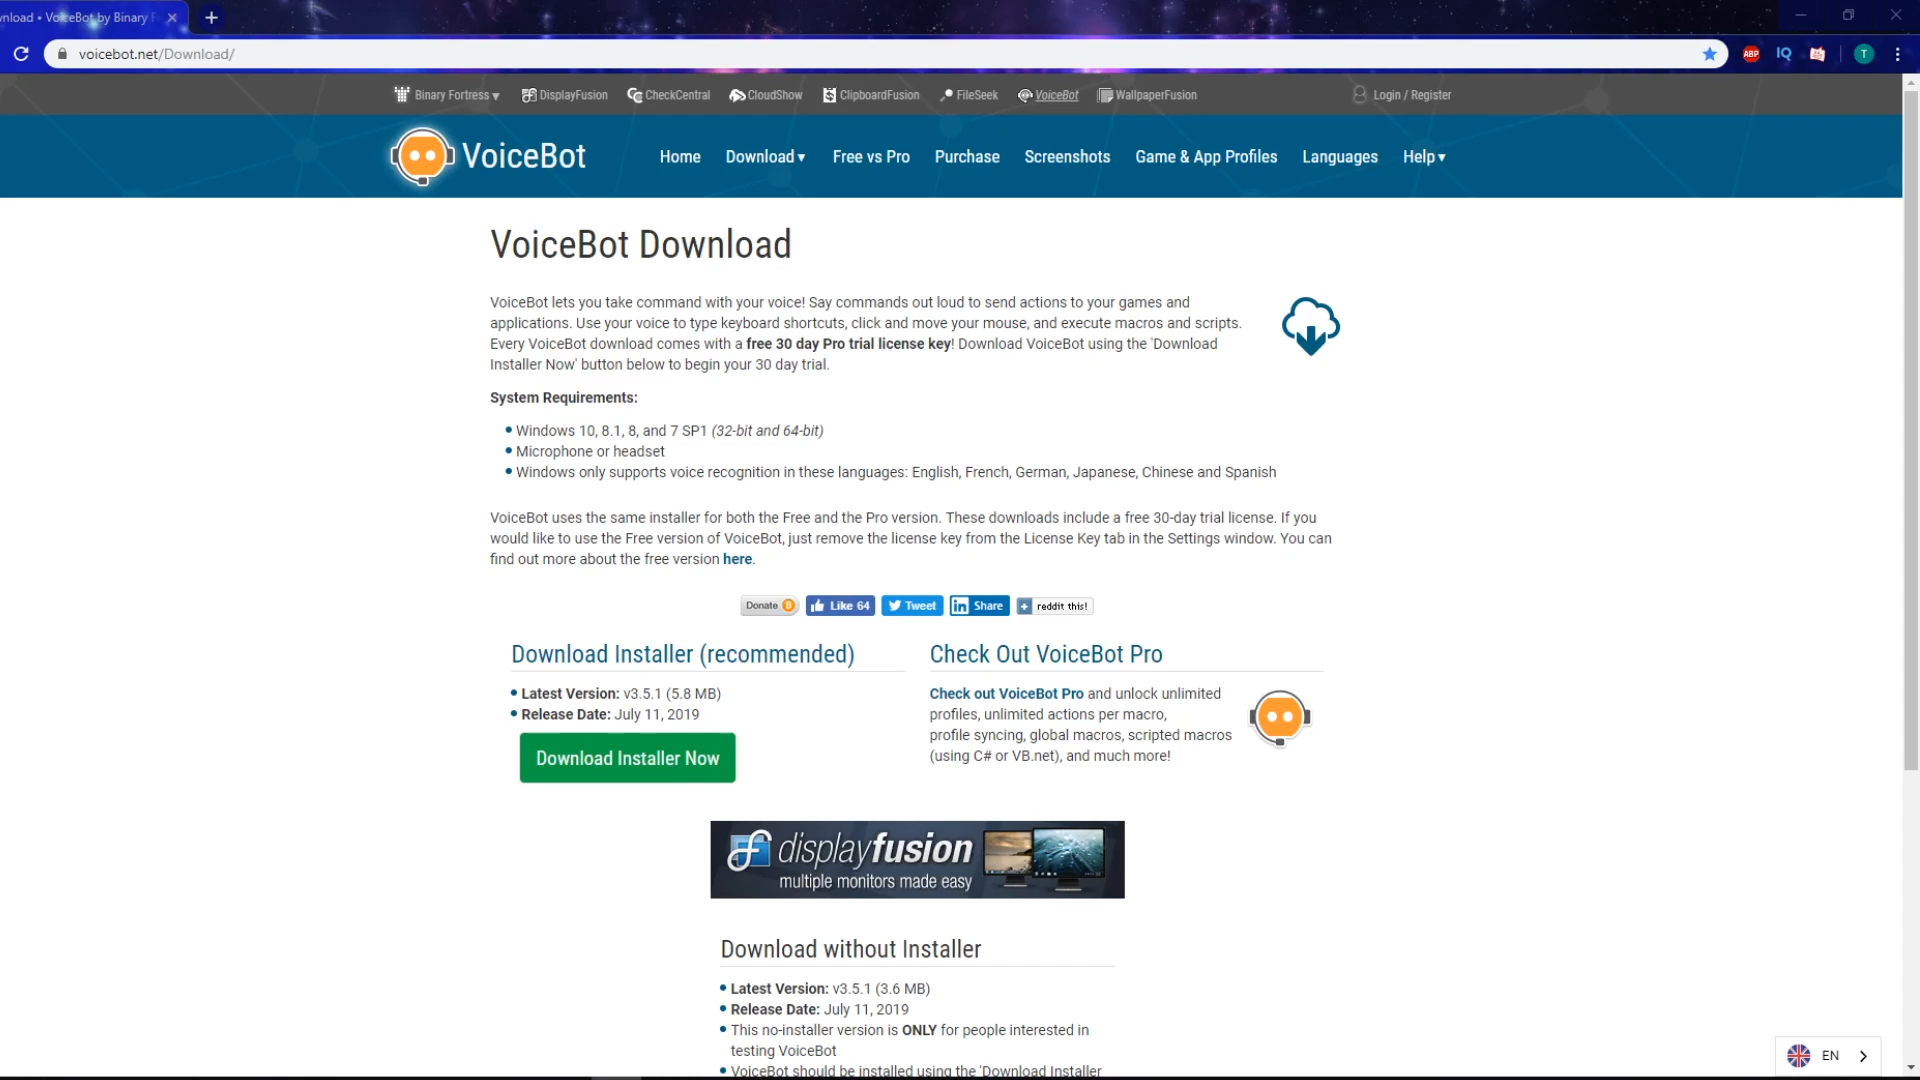 nload • VoiceBot by Binary F
voicebot.net/Download/
ABP
IQ
T
Binary Fortress ▾ DisplayFusion CheckCentral CloudShow ClipboardFusion FileSeek VoiceBot WallpaperFusion Login / Register
VoiceBot Home Download ▾ Free vs Pro Purchase Screenshots Game & App Profiles Languages Help ▾
VoiceBot Download
VoiceBot lets you take command with your voice! Say commands out loud to send actions to your games and
applications. Use your voice to type keyboard shortcuts, click and move your mouse, and execute macros and scripts.
Every VoiceBot download comes with a free 30 day Pro trial license key! Download VoiceBot using the 'Download
Installer Now' button below to begin your 30 day trial.
System Requirements:
• Windows 10, 8.1, 8, and 7 SP1 (32-bit and 64-bit)
• Microphone or headset
• Windows only supports voice recognition in these languages: English, French, German, Japanese, Chinese and Spanish
VoiceBot uses the same installer for both the Free and the Pro version. These downloads include a free 30-day trial license. If you
would like to use the Free version of VoiceBot, just remove the license key from the License Key tab in the Settings window. You can
find out more about the free version here.
Donate Like 64 Tweet in Share reddit this!
Download Installer (recommended)
• Latest Version: v3.5.1 (5.8 MB)
• Release Date: July 11, 2019
Download Installer Now
Check Out VoiceBot Pro
Check out VoiceBot Pro and unlock unlimited
profiles, unlimited actions per macro,
profile syncing, global macros, scripted macros
(using C# or VB.net), and much more!
displayfusion
multiple monitors made easy
Download without Installer
• Latest Version: v3.5.1 (3.6 MB)
• Release Date: July 11, 2019
• This no-installer version is ONLY for people interested in
testing VoiceBot
• VoiceBot should be installed using the 'Download Installer
EN